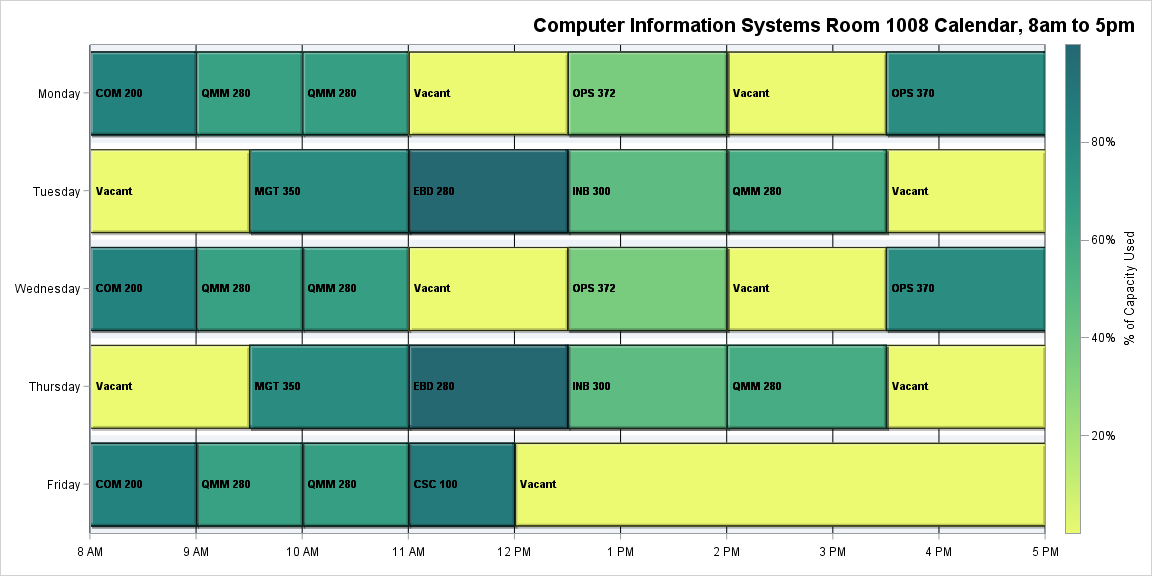 Computer Information Systems Room 1008 Calendar, 8am to 5pm
Monday COM 200 QMM 280 QMM 280 Vacant OPS 372 Vacant OPS 370
80%
Tuesday Vacant MGT 350 EBD 280 INB 300 QMM 280 Vacant
60%
Wednesday COM 200 QMM 280 QMM 280 Vacant OPS 372 Vacant OPS 370
% of Capacity Used
40%
Thursday Vacant MGT 350 EBD 280 INB 300 QMM 280 Vacant
20%
Friday COM 200 QMM 280 QMM 280 CSC 100 Vacant
8 AM 9 AM 10 AM 11 AM 12 PM 1 PM 2 PM 3 PM 4 PM 5 PM